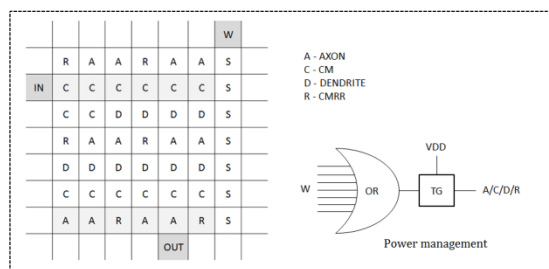 W
R A A R A A S
IN C C C C C C S
C C D D D D S
R A A R A A S
D D D D D D S
C C C C C C S
A A R A A R S
OUT
A - AXON
C - CM
D - DENDRITE
R - CMRR
VDD
W OR TG A/C/D/R
Power management